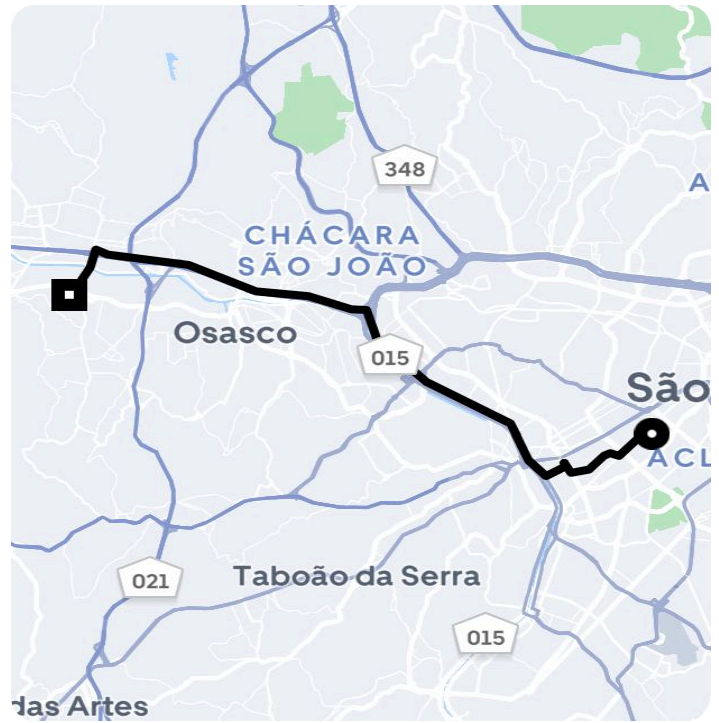 348
A
CHÁCARA
SÃO JOÃO
Osasco
015
São
ACL
021
Taboão da Serra
015
das Artes